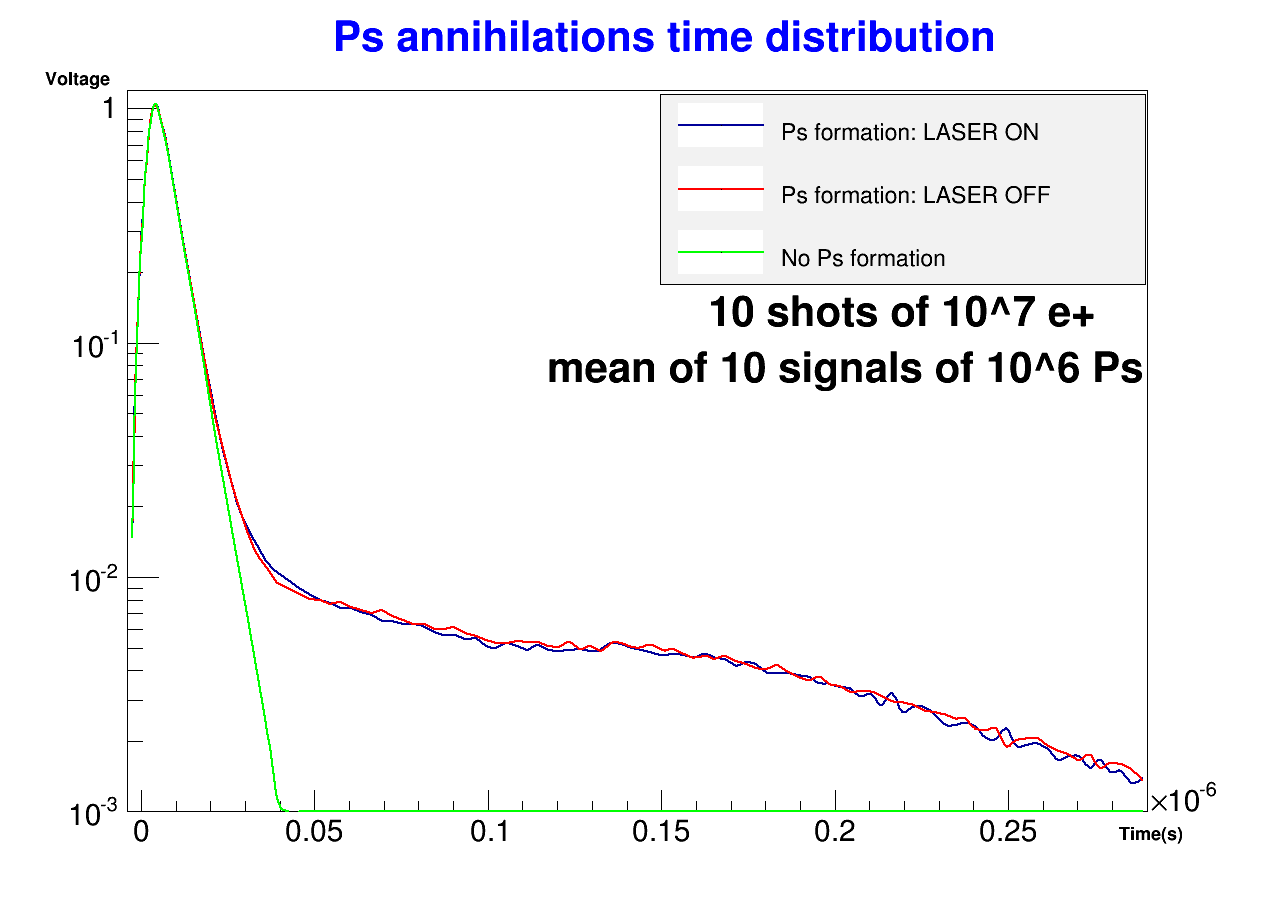 Ps annihilations time distribution
Voltage
Ps formation: LASER ON
Ps formation: LASER OFF
No Ps formation
10 shots of 10^7 e+
mean of 10 signals of 10^6 Ps
1
10⁻¹
10⁻²
10⁻³
0 0.05 0.1 0.15 0.2 0.25
×10⁻⁶
Time(s)